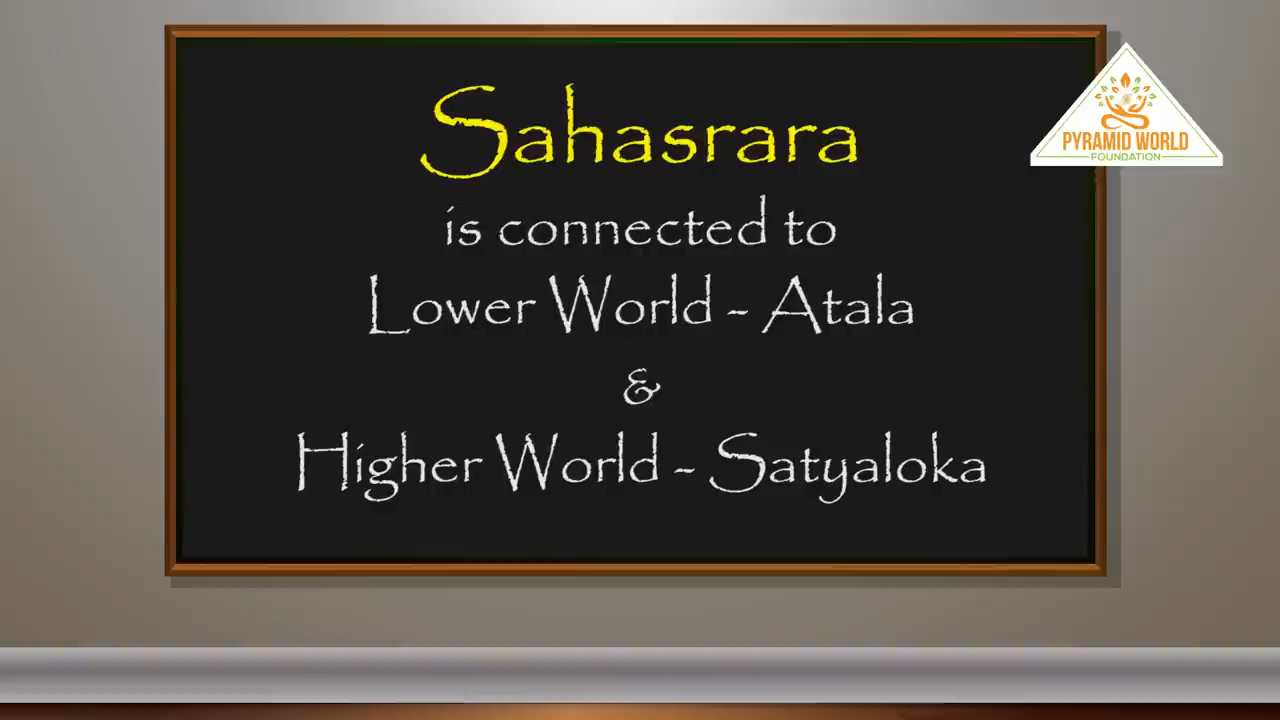 Sahasrara
is connected to
Lower World - Atala
&
Higher World - Satyaloka
PYRAMID WORLD
FOUNDATION